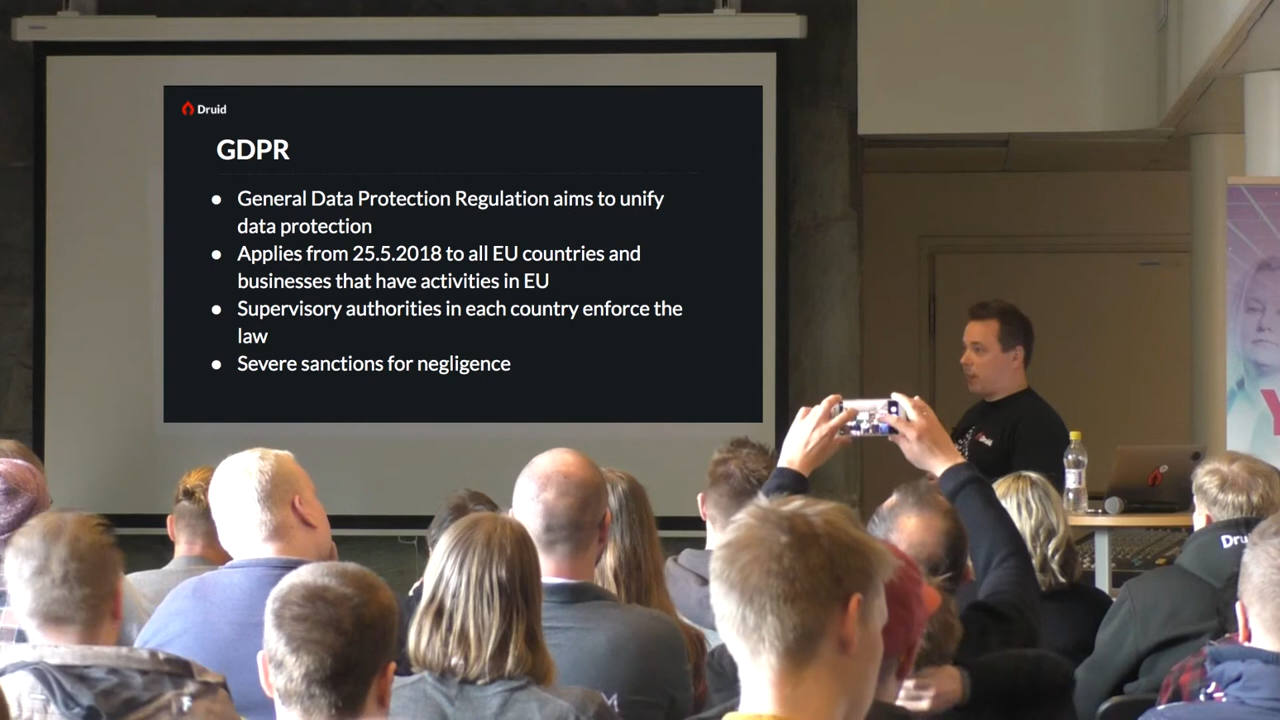 Druid
GDPR
● General Data Protection Regulation aims to unify
data protection
● Applies from 25.5.2018 to all EU countries and
businesses that have activities in EU
● Supervisory authorities in each country enforce the
law
● Severe sanctions for negligence
Druid
Dru
Y